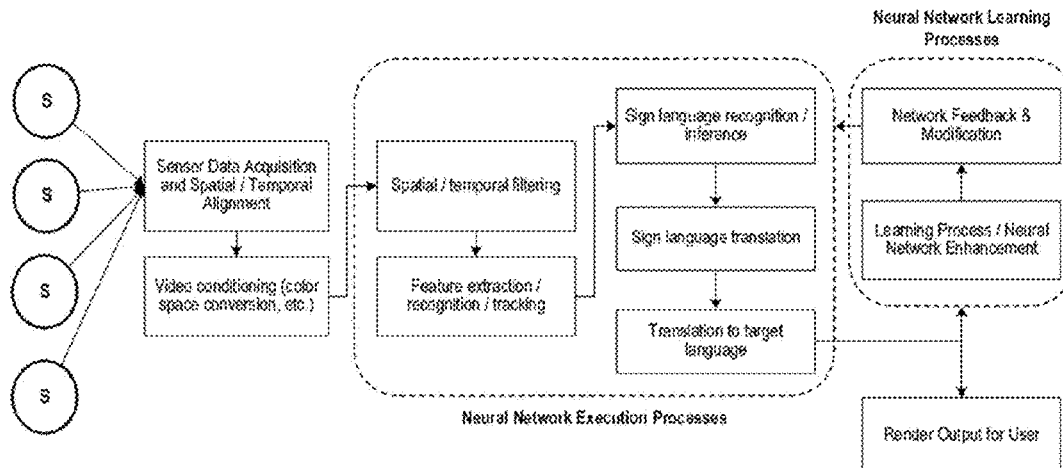 Neural Network Learning
Processes
S
S
S
S
Sensor Data Acquisition
and Spatial / Temporal
Alignment
Video conditioning (color
space conversion, etc.)
Spatial / temporal filtering
Feature extraction /
recognition / tracking
Sign language recognition /
inference
Sign language translation
Translation to target
language
Neural Network Execution Processes
Network Feedback &
Modification
Learning Process / Neural
Network Enhancement
Render Output for User